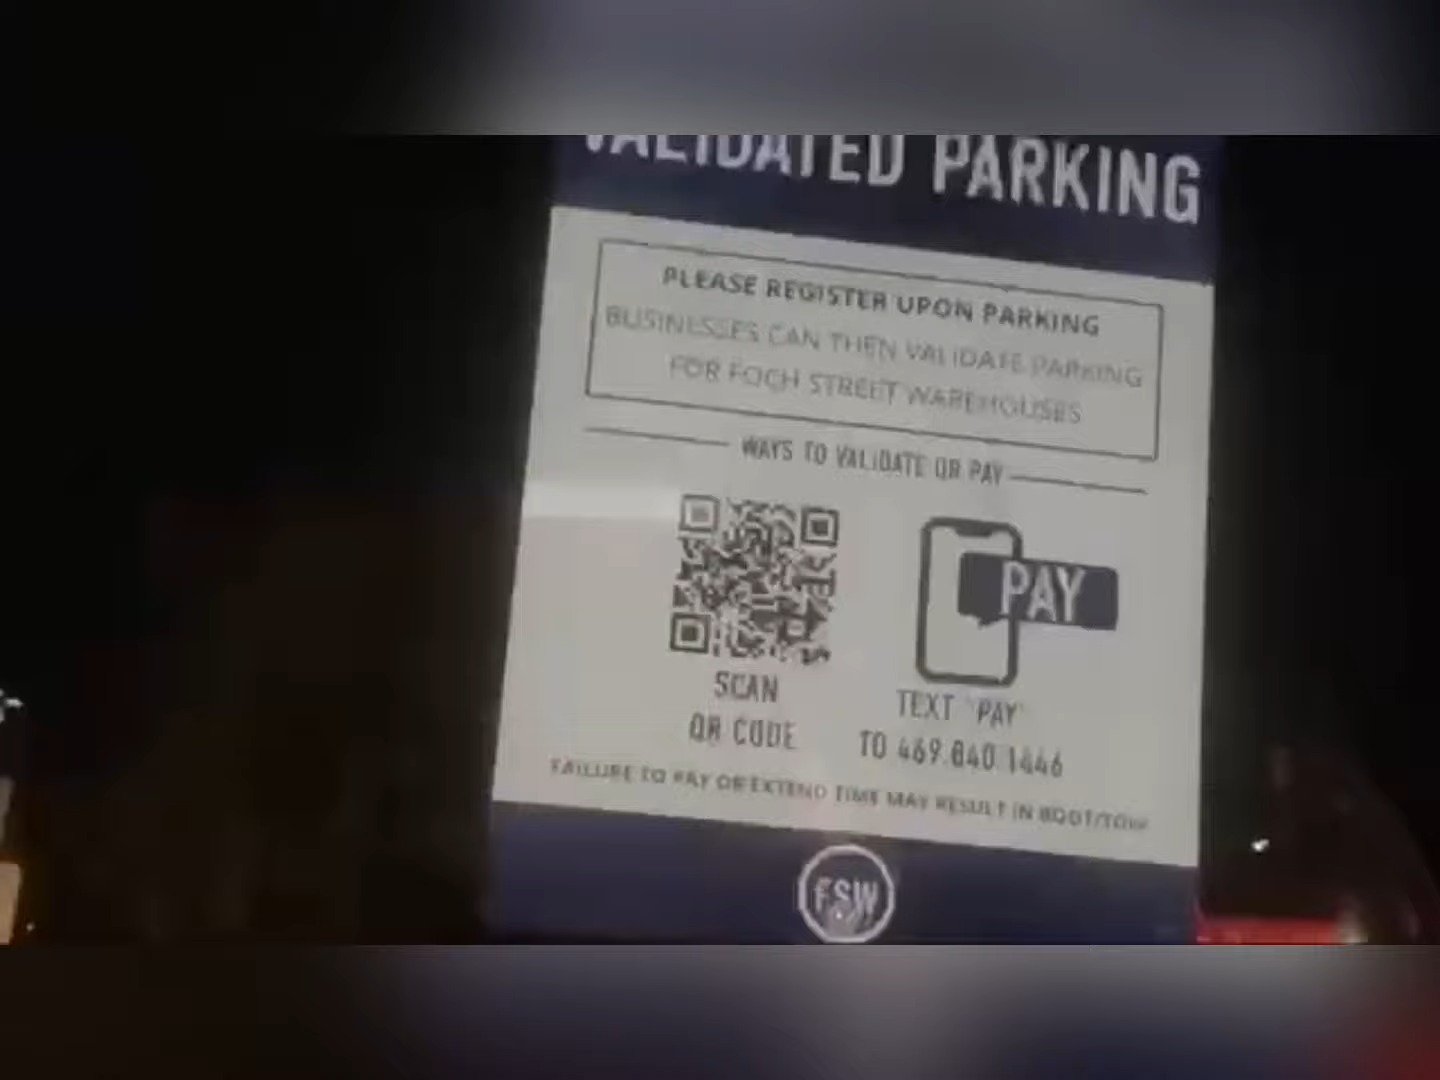 VALIDATED PARKING
PLEASE REGISTER UPON PARKING
BUSINESSES CAN THEN VALIDATE PARKING
FOR FOCH STREET WAREHOUSES
WAYS TO VALIDATE OR PAY
PAY
SCAN
QR CODE
TEXT "PAY"
TO 469.840.1446
FAILURE TO PAY OR EXTEND TIME MAY RESULT IN BOOT/TOW
FSW